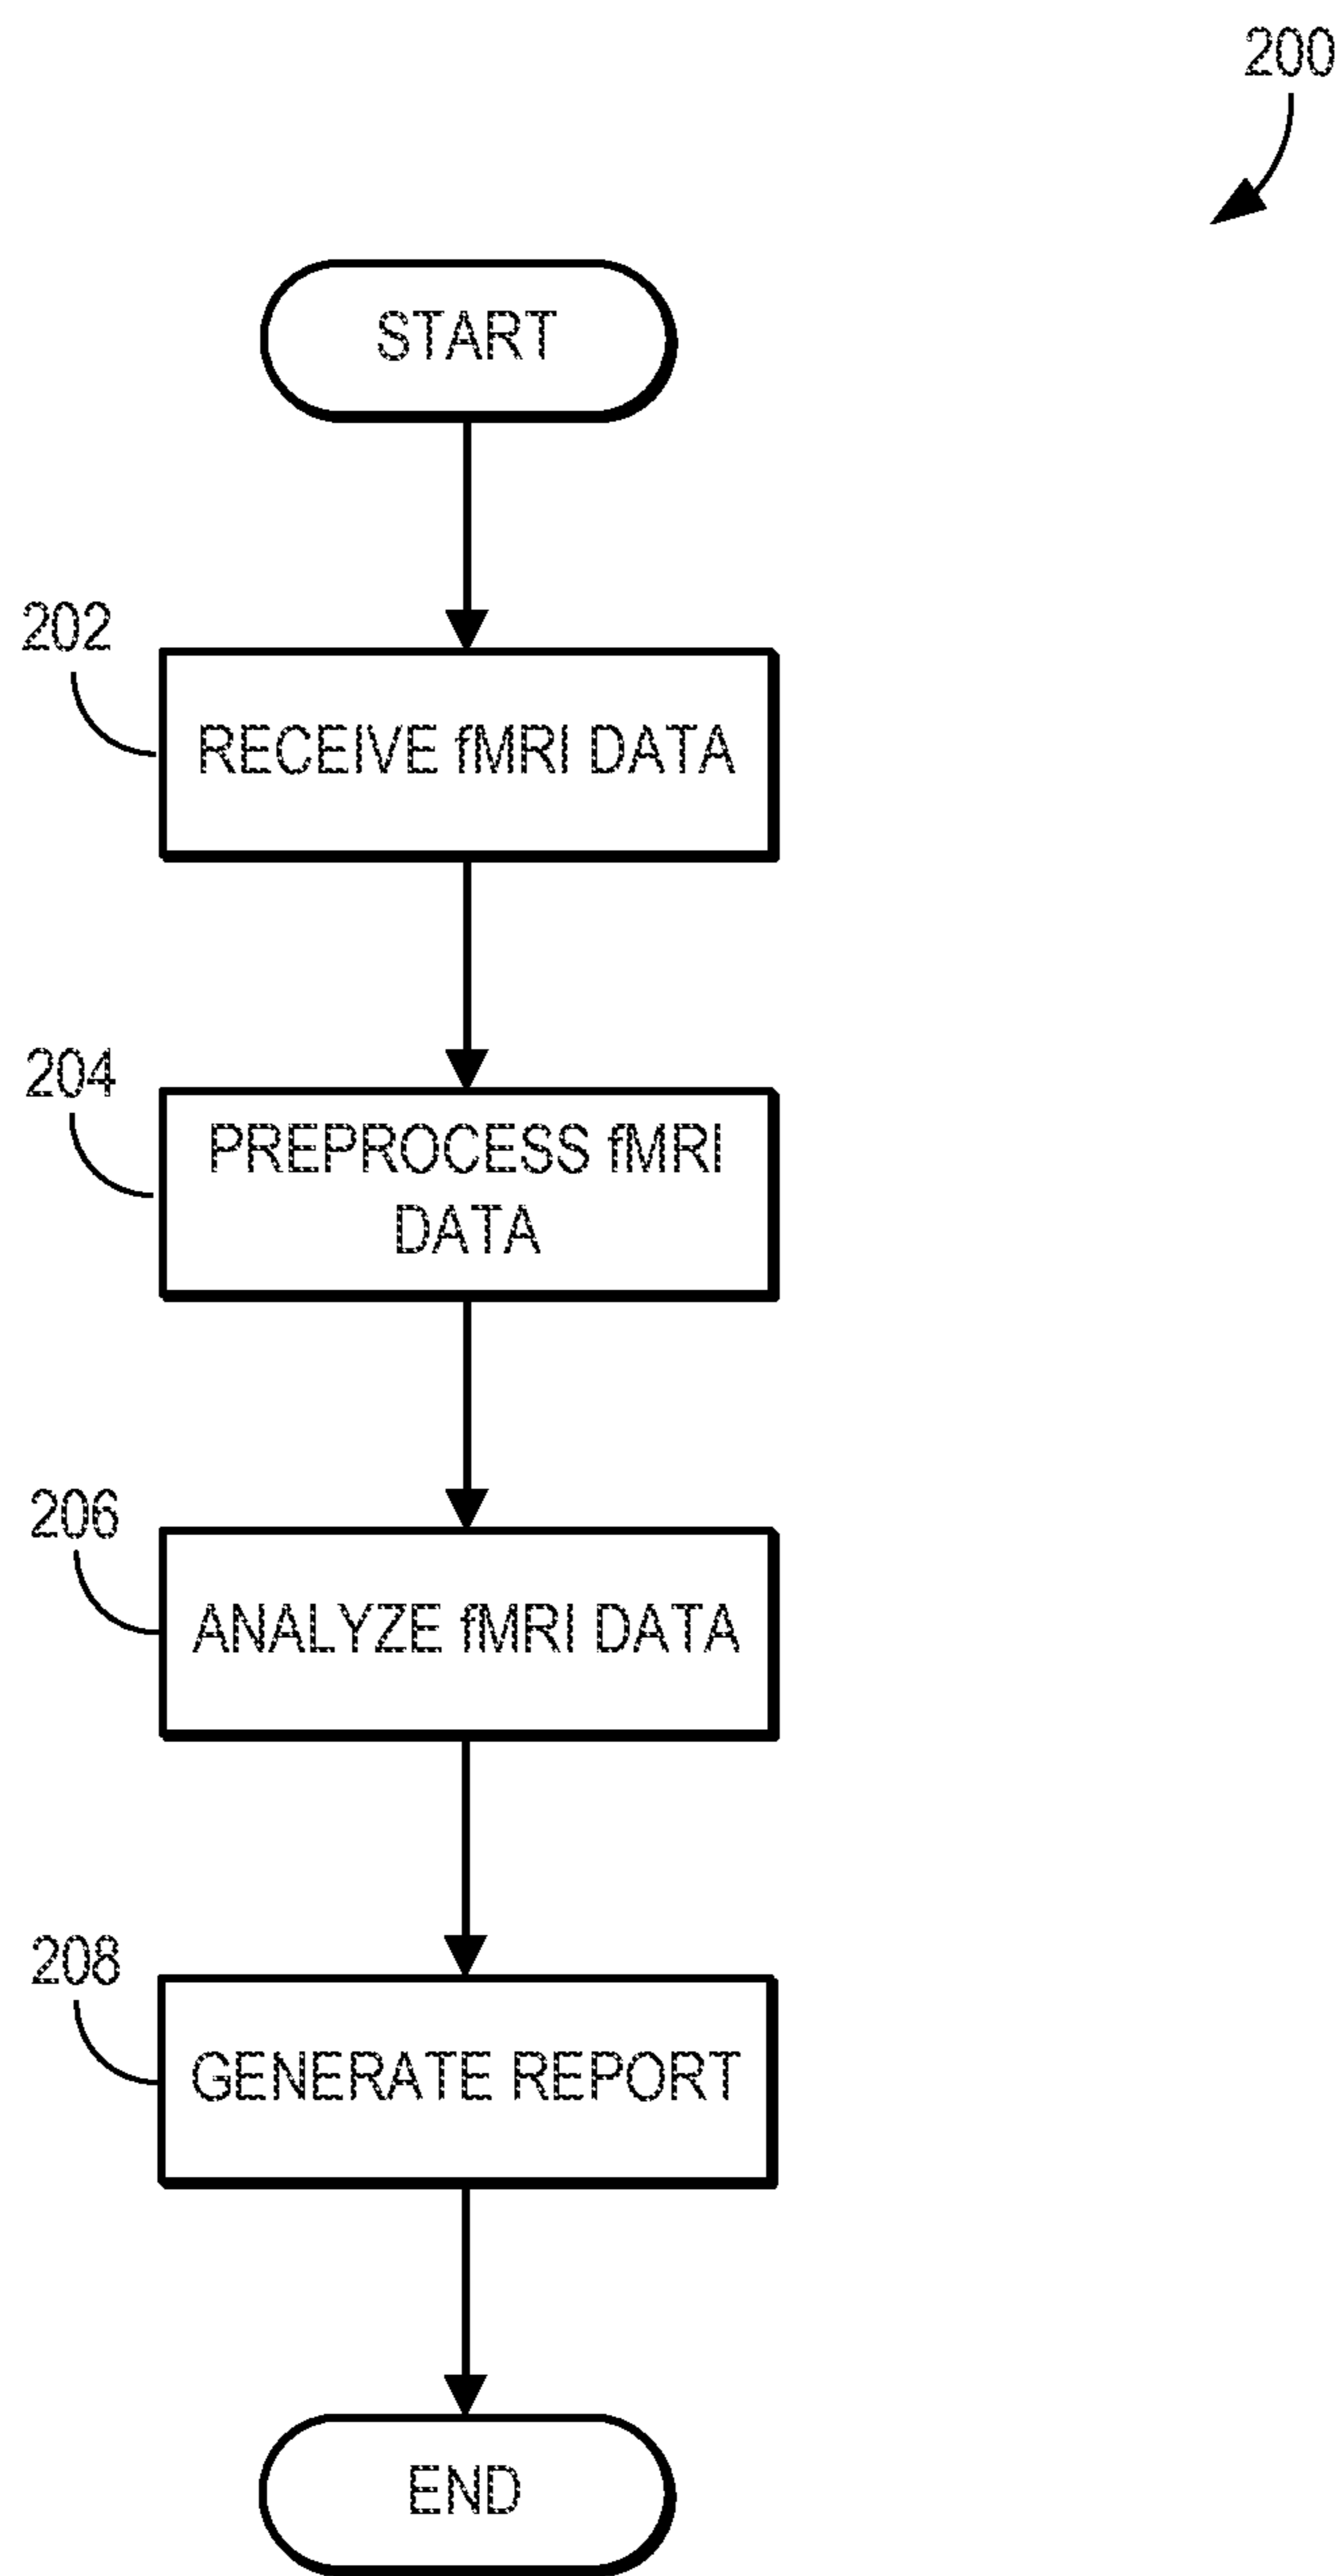 200
START
202
RECEIVE fMRI DATA
204
PREPROCESS fMRI
DATA
206
ANALYZE fMRI DATA
208
GENERATE REPORT
END